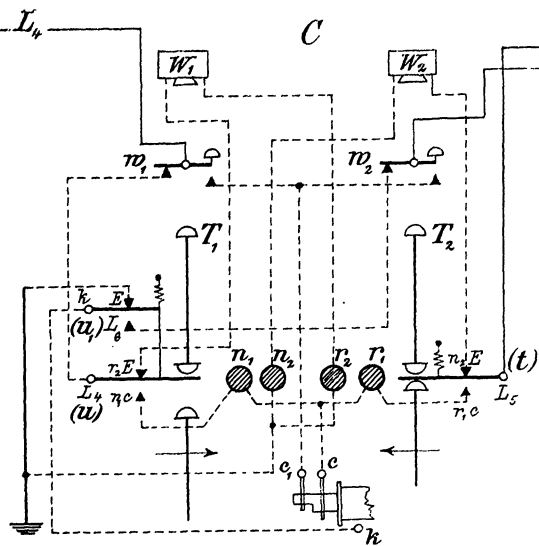 L₄
C
W₁
W₂
w₁
w₂
T₁
T₂
k
E
(u₁)
L₆
r₂E
L₄
r₁c
(u)
n₁
n₂
r₂
r₁
n₂E
(t)
L₅
r₁c
c₁
c
k